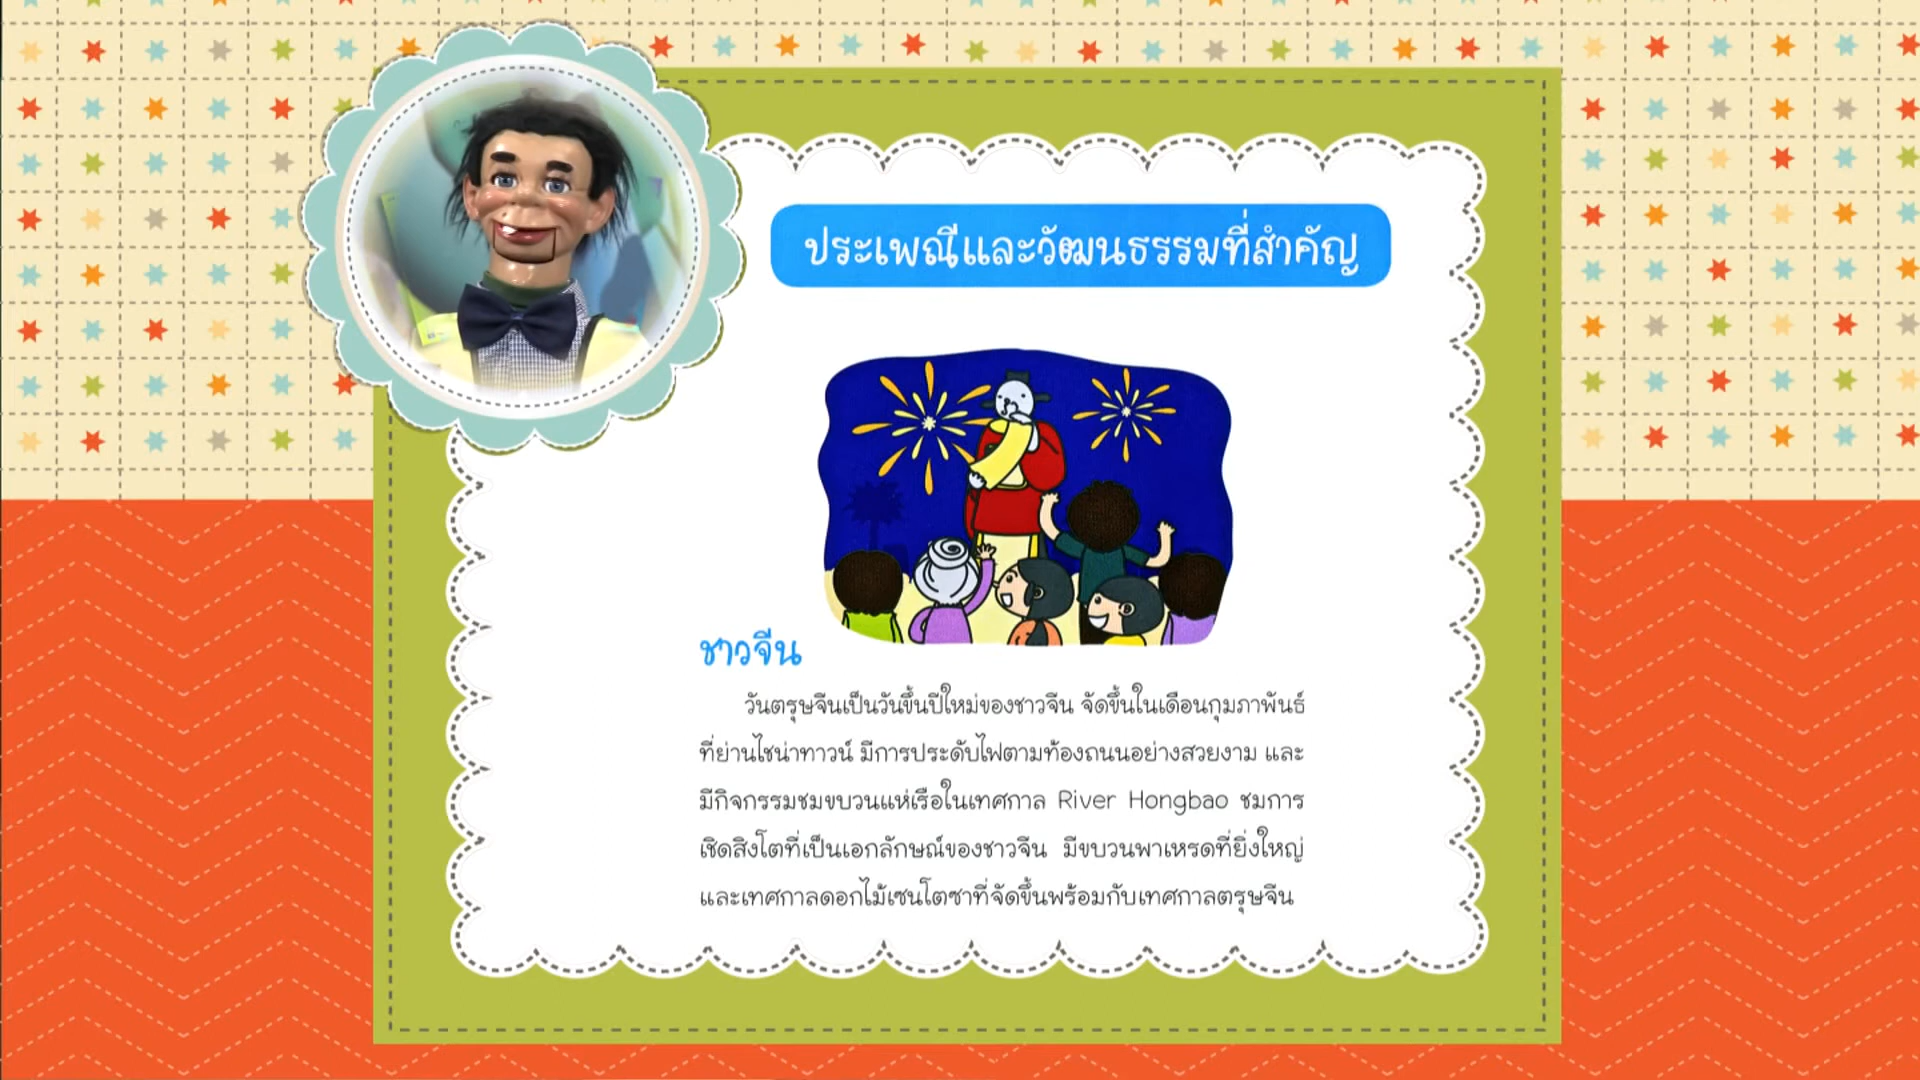 ประเพณีและวัฒนธรรมที่สำคัญ
ชาวจีน
วันตรุษจีนเป็นวันขึ้นปีใหม่ของชาวจีน จัดขึ้นในเดือนกุมภาพันธ์
ที่ย่านไชน่าทาวน์ มีการประดับไฟตามท้องถนนอย่างสวยงาม และ
มีกิจกรรมชมขบวนแห่เรือในเทศกาล River Hongbao ชมการ
เชิดสิงโตที่เป็นเอกลักษณ์ของชาวจีน มีขบวนพาเหรดที่ยิ่งใหญ่
และเทศกาลดอกไม้เซนโตซาที่จัดขึ้นพร้อมกับเทศกาลตรุษจีน